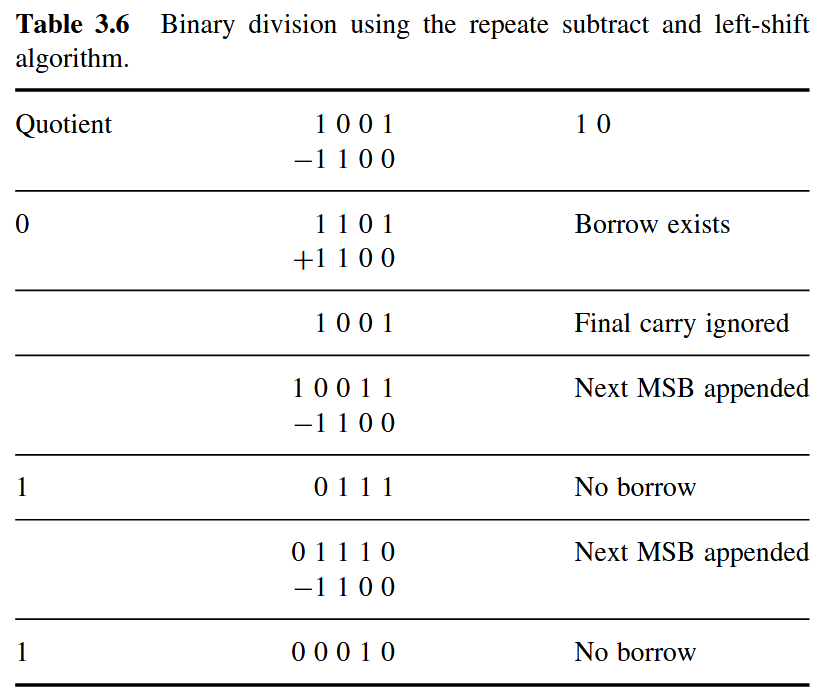 Table 3.6 Binary division using the repeate subtract and left-shift
algorithm.
Quotient 1 0 0 1 1 0
−1 1 0 0
0 1 1 0 1 Borrow exists
+1 1 0 0
1 0 0 1 Final carry ignored
1 0 0 1 1 Next MSB appended
−1 1 0 0
1 0 1 1 1 No borrow
0 1 1 1 0 Next MSB appended
−1 1 0 0
1 0 0 0 1 0 No borrow